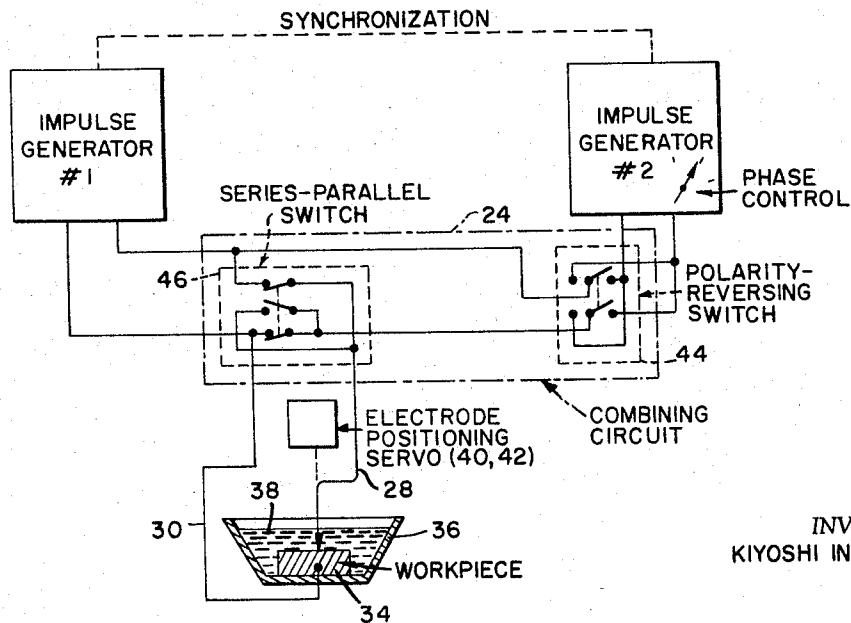 SYNCHRONIZATION
IMPULSE
GENERATOR
#1
IMPULSE
GENERATOR
#2
PHASE
CONTROL
SERIES-PARALLEL
SWITCH
24
46
POLARITY-
REVERSING
SWITCH
44
COMBINING
CIRCUIT
ELECTRODE
POSITIONING
SERVO (40, 42)
28
38
30
36
WORKPIECE
34
INV
KIYOSHI IN